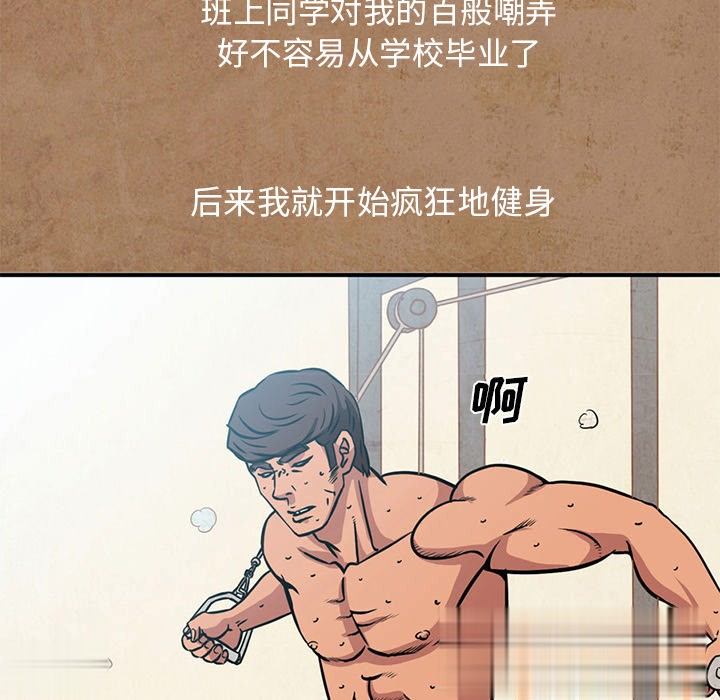 班上同学对我的百般嘲弄
好不容易从学校毕业了
后来我就开始疯狂地健身
啊